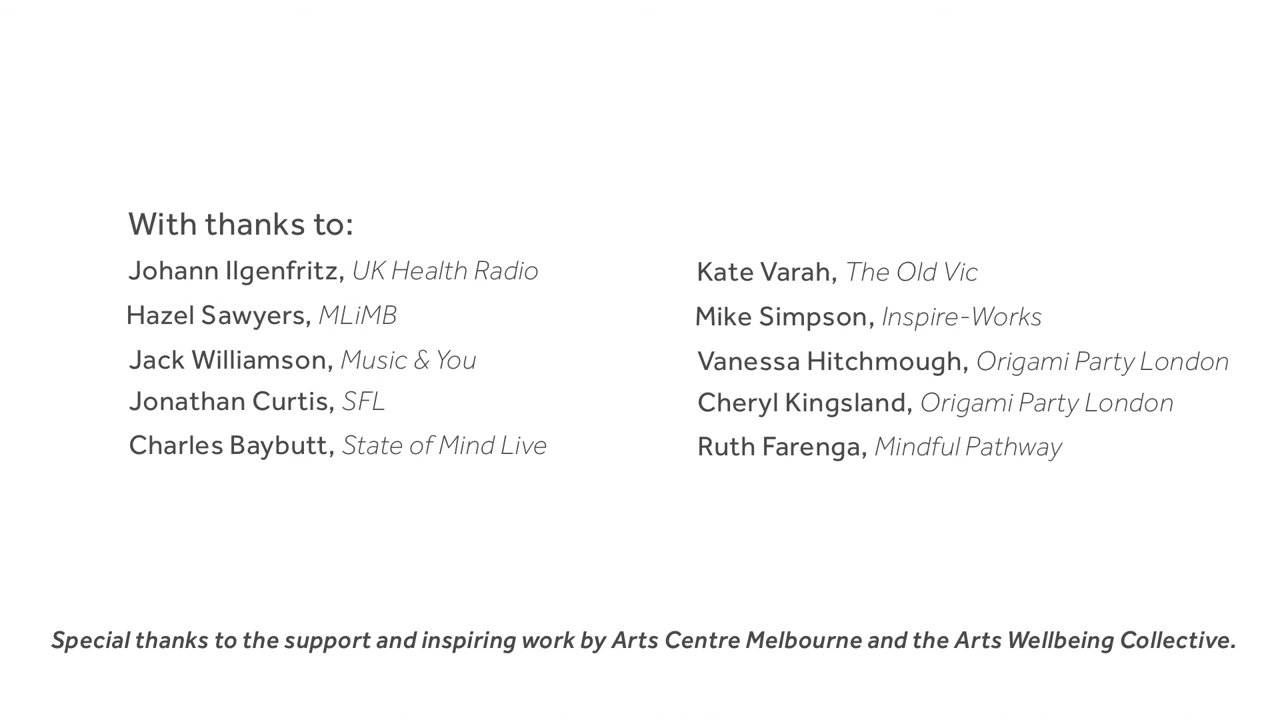 With thanks to:
Johann Ilgenfritz, UK Health Radio
Hazel Sawyers, MLiMB
Jack Williamson, Music & You
Jonathan Curtis, SFL
Charles Baybutt, State of Mind Live
Kate Varah, The Old Vic
Mike Simpson, Inspire-Works
Vanessa Hitchmough, Origami Party London
Cheryl Kingsland, Origami Party London
Ruth Farenga, Mindful Pathway
Special thanks to the support and inspiring work by Arts Centre Melbourne and the Arts Wellbeing Collective.